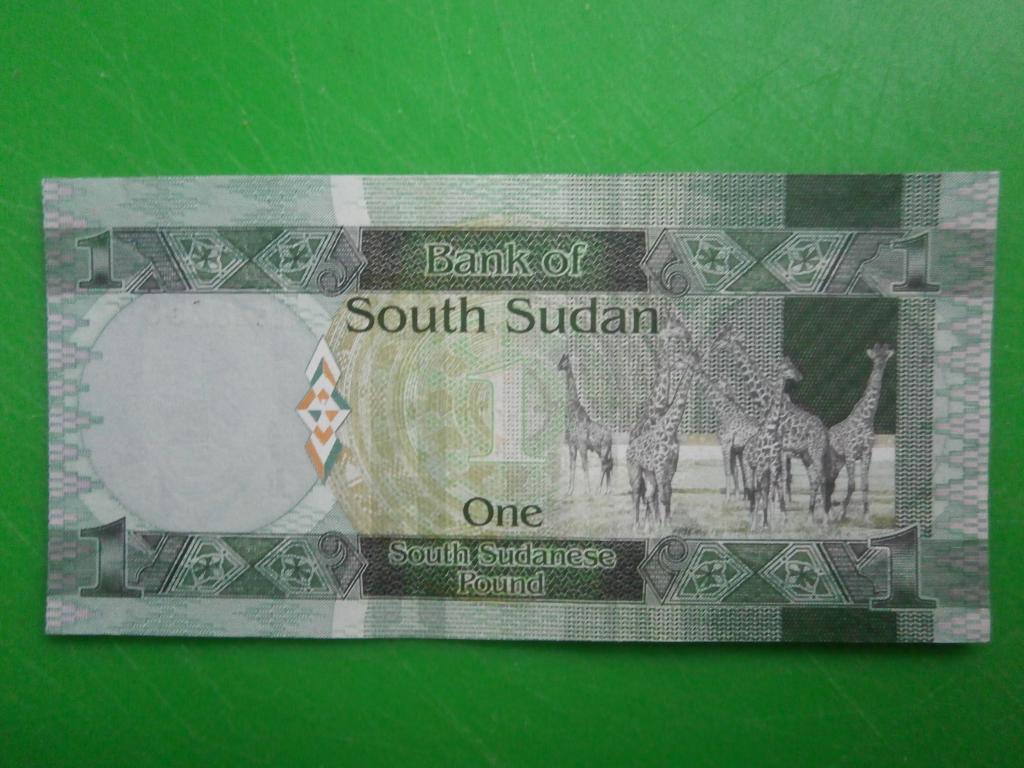 1 Bank of 1
South Sudan
1
One
1 South Sudanese 1
Pound